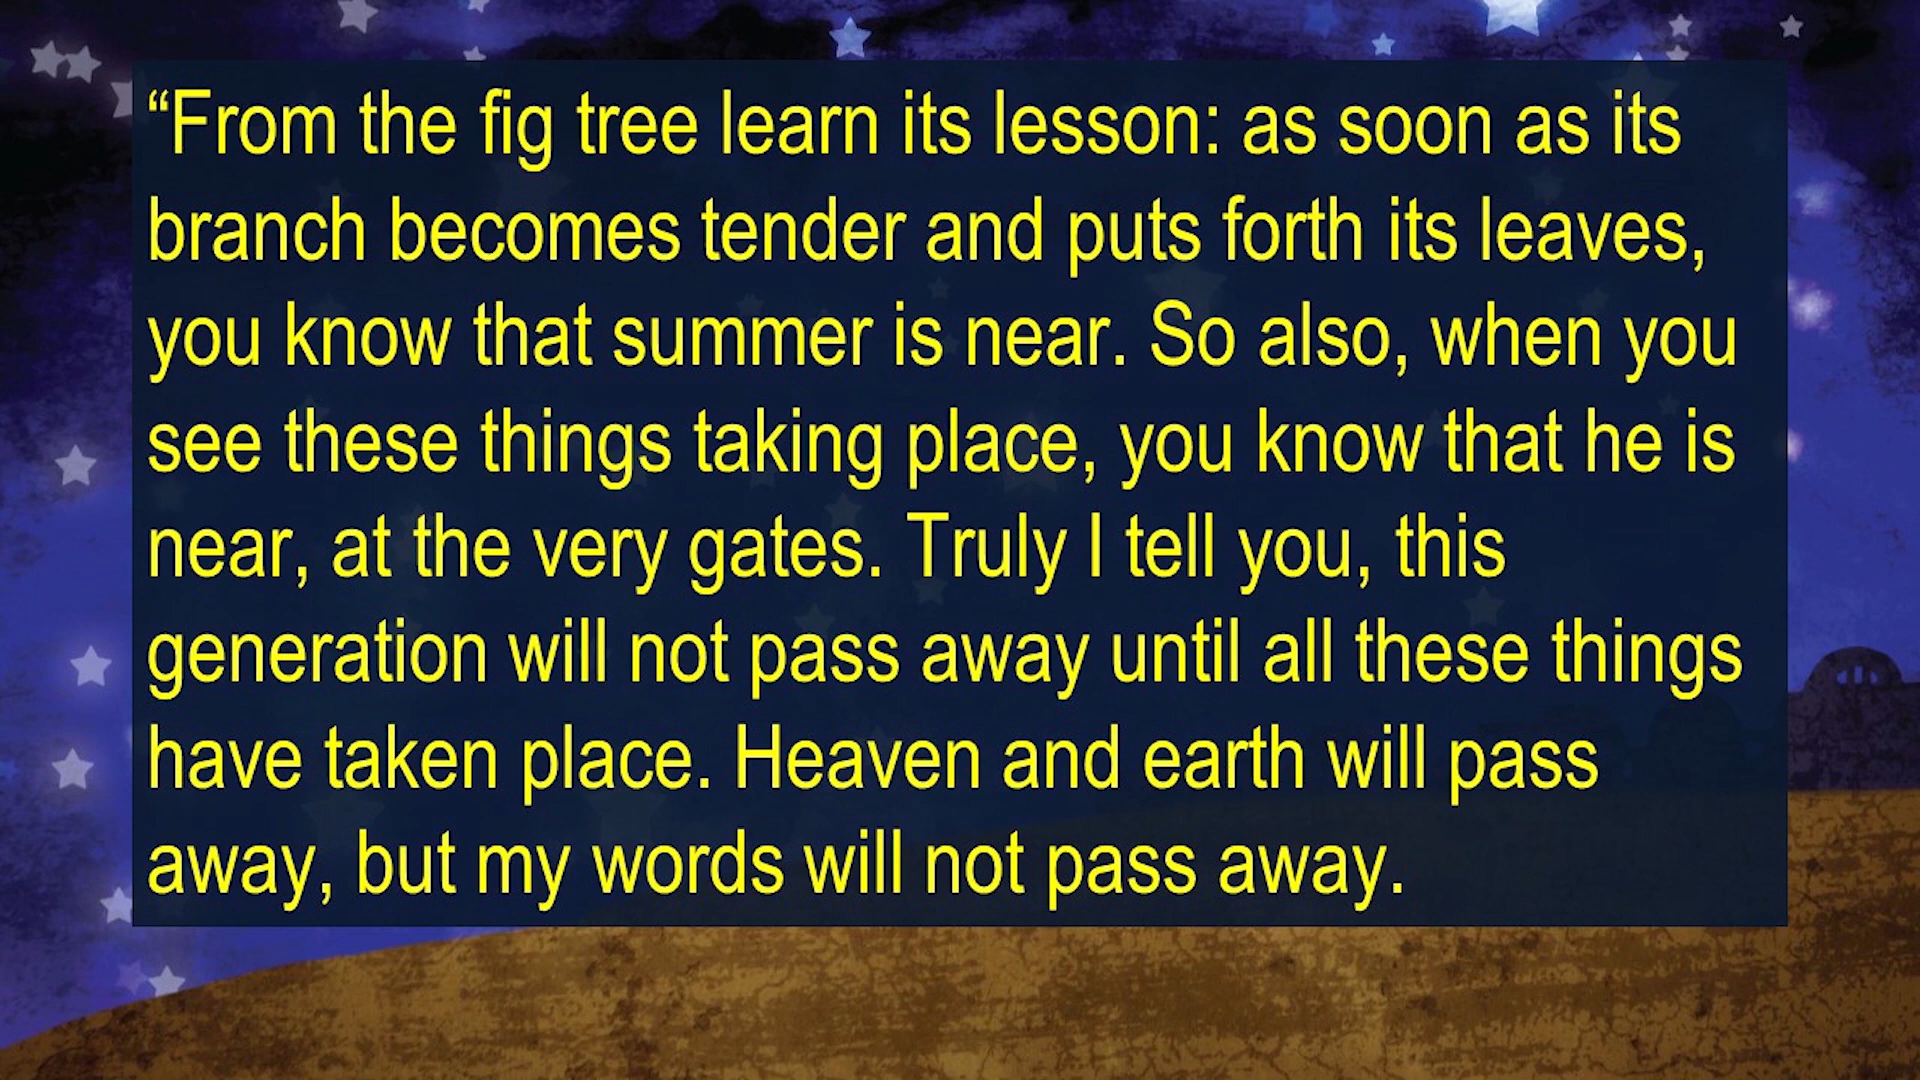 “From the fig tree learn its lesson: as soon as its
branch becomes tender and puts forth its leaves,
you know that summer is near. So also, when you
see these things taking place, you know that he is
near, at the very gates. Truly I tell you, this
generation will not pass away until all these things
have taken place. Heaven and earth will pass
away, but my words will not pass away.